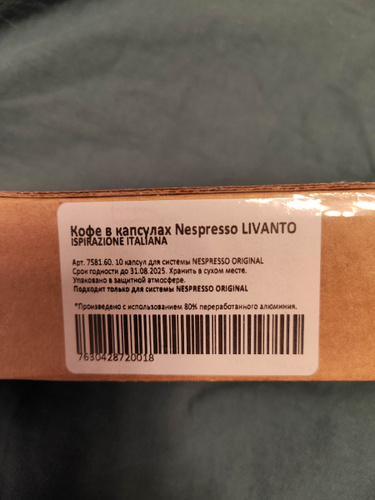 Кофе в капсулах Nespresso LIVANTO
ISPIRAZIONE ITALIANA
Арт. 7581.60, 10 капсул для системы NESPRESSO ORIGINAL
Срок годности до 31.08.2025. Хранить в сухом месте.
Упаковано в защитной атмосфере.
Подходит только для системы NESPRESSO ORIGINAL
*Произведено с использованием 80% переработанного алюминия.
7630428720018